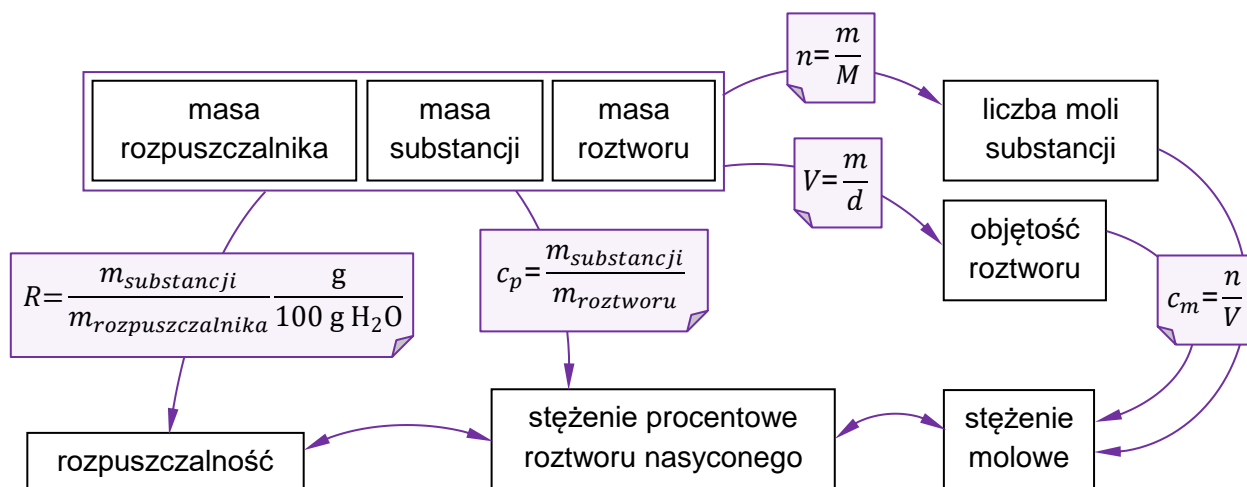 n=m/M
masa
rozpuszczalnika
masa
substancji
masa
roztworu
liczba moli
substancji
V=m/d
objętość
roztworu
R=m_substancji/m_rozpuszczalnika g/100 g H₂O
c_p=m_substancji/m_roztworu
c_m=n/V
rozpuszczalność
stężenie procentowe
roztworu nasyconego
stężenie
molowe